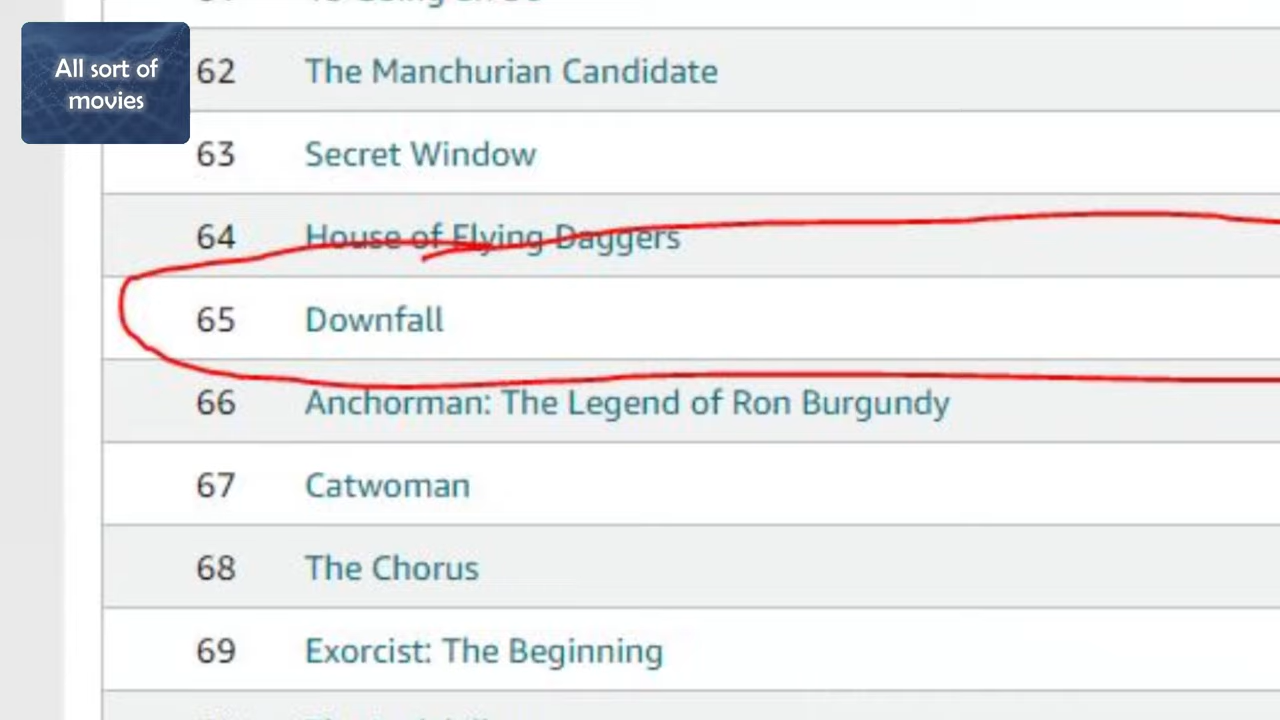 All sort of
movies
62 The Manchurian Candidate
63 Secret Window
64 House of Flying Daggers
65 Downfall
66 Anchorman: The Legend of Ron Burgundy
67 Catwoman
68 The Chorus
69 Exorcist: The Beginning